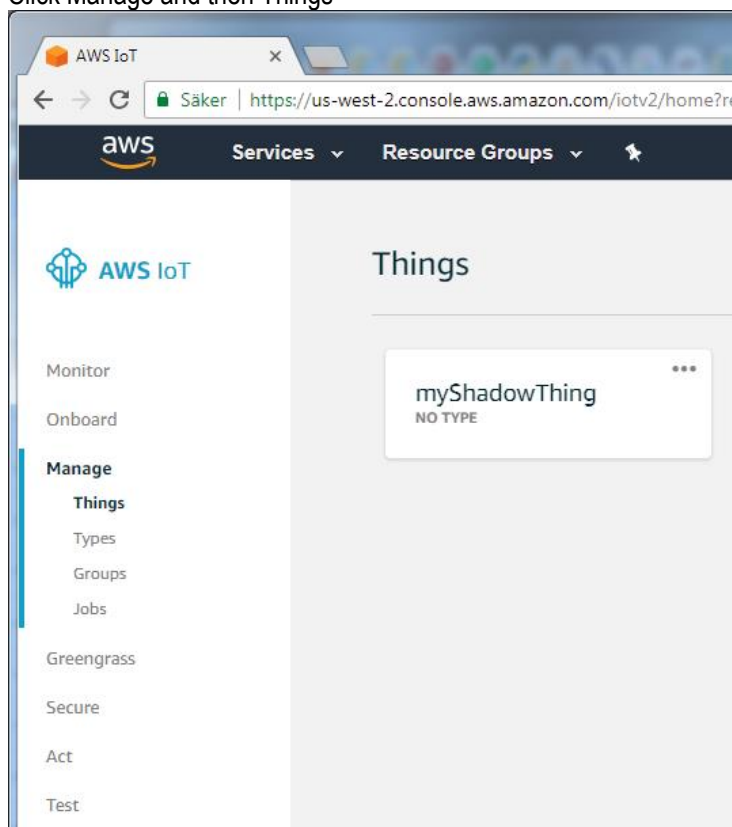 Click Manage and then Things
AWS IoT
Säker | https://us-west-2.console.aws.amazon.com/iotv2/home?re
aws Services Resource Groups
AWS IoT
Things
Monitor
Onboard
Manage
Things
Types
Groups
Jobs
Greengrass
Secure
Act
Test
myShadowThing
NO TYPE